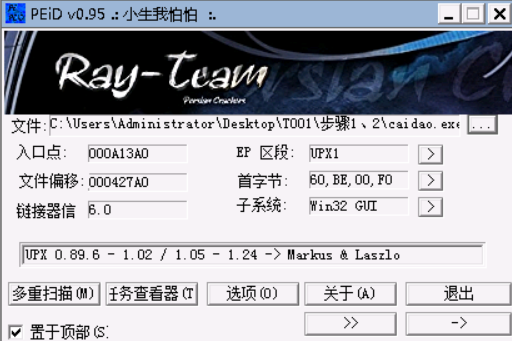 PEiD v0.95 .: 小生我怕怕 :.
Ray-Team
Persian Crackers
文件: C:\Users\Administrator\Desktop\T001\步骤1、2\caidao.exe ...
入口点: 000A13A0 EP 区段: UPX1 >
文件偏移: 000427A0 首字节: 60,BE,00,F0 >
链接器信 6.0 子系统: Win32 GUI >
UPX 0.89.6 - 1.02 / 1.05 - 1.24 -> Markus & Laszlo
多重扫描(M) 任务查看器(T 选项(O) 关于(A) 退出
置于顶部(S) >> ->